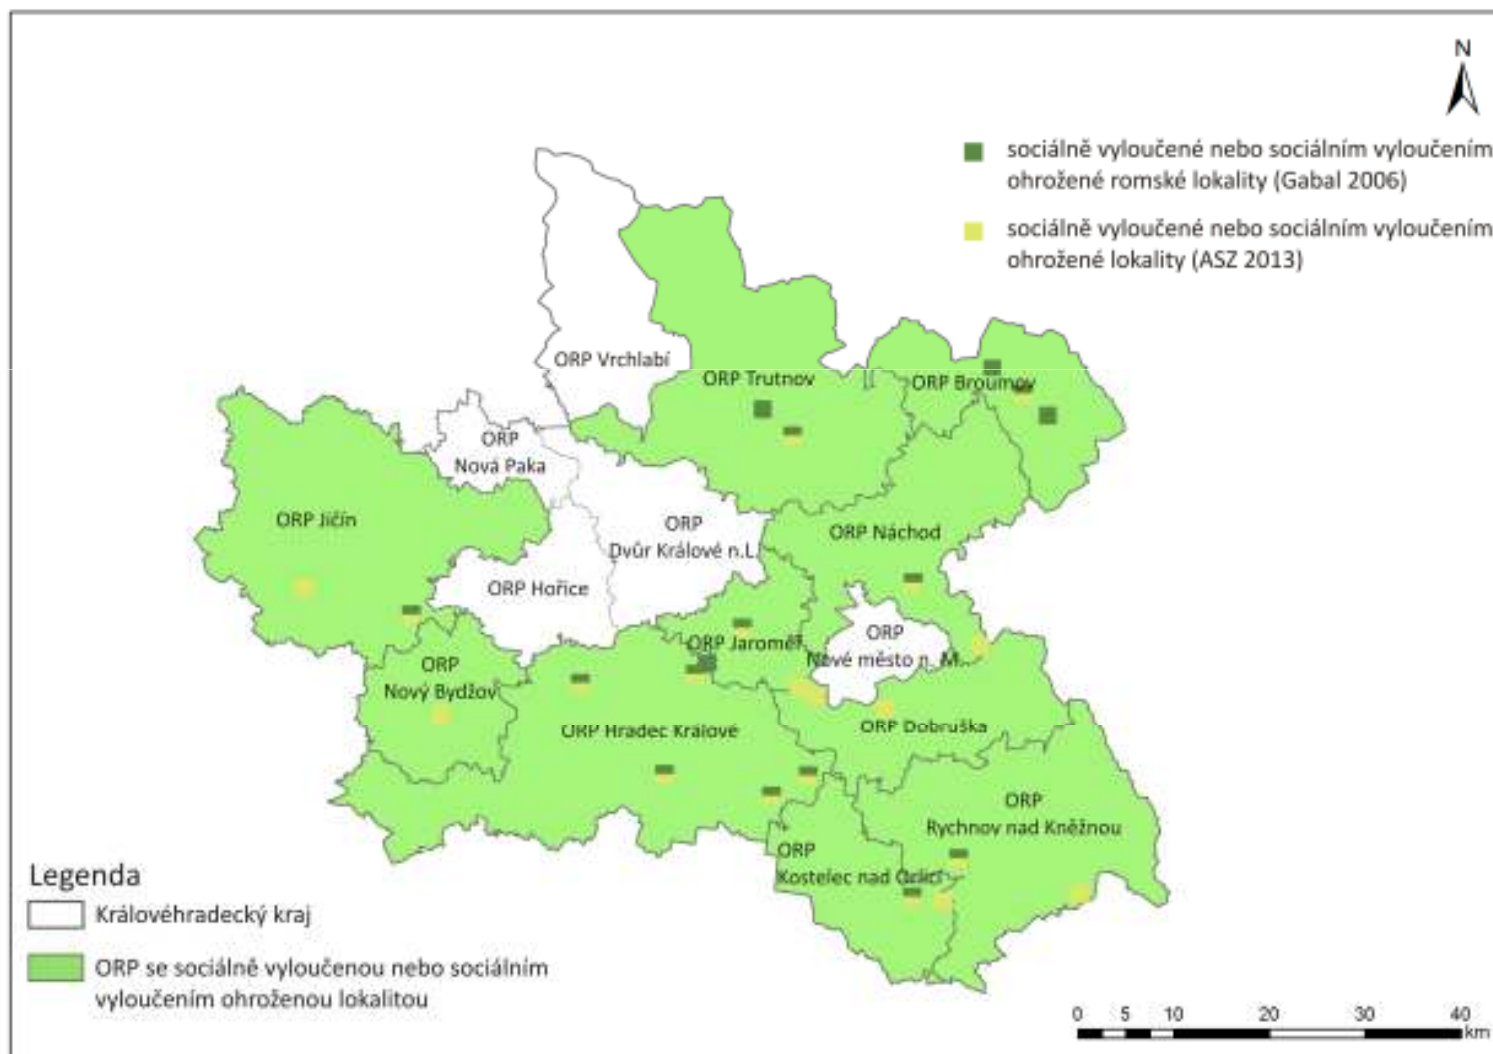 N
sociálně vyloučené nebo sociálním vyloučením
ohrožené romské lokality (Gabal 2006)
sociálně vyloučené nebo sociálním vyloučením
ohrožené lokality (ASZ 2013)
ORP Vrchlabí
ORP Trutnov
ORP Broumov
ORP
Nová Paka
ORP Jičín
ORP
Dvůr Králové n.L.
ORP Náchod
ORP Hořice
ORP Jaroměř
ORP
Nové město n. M.
ORP
Nový Bydžov
ORP Hradec Králové
ORP Dobruška
ORP
Rychnov nad Kněžnou
ORP
Kostelec nad Orlicí
Legenda
Královéhradecký kraj
ORP se sociálně vyloučenou nebo sociálním
vyloučením ohroženou lokalitou
0 5 10 20 30 40
km